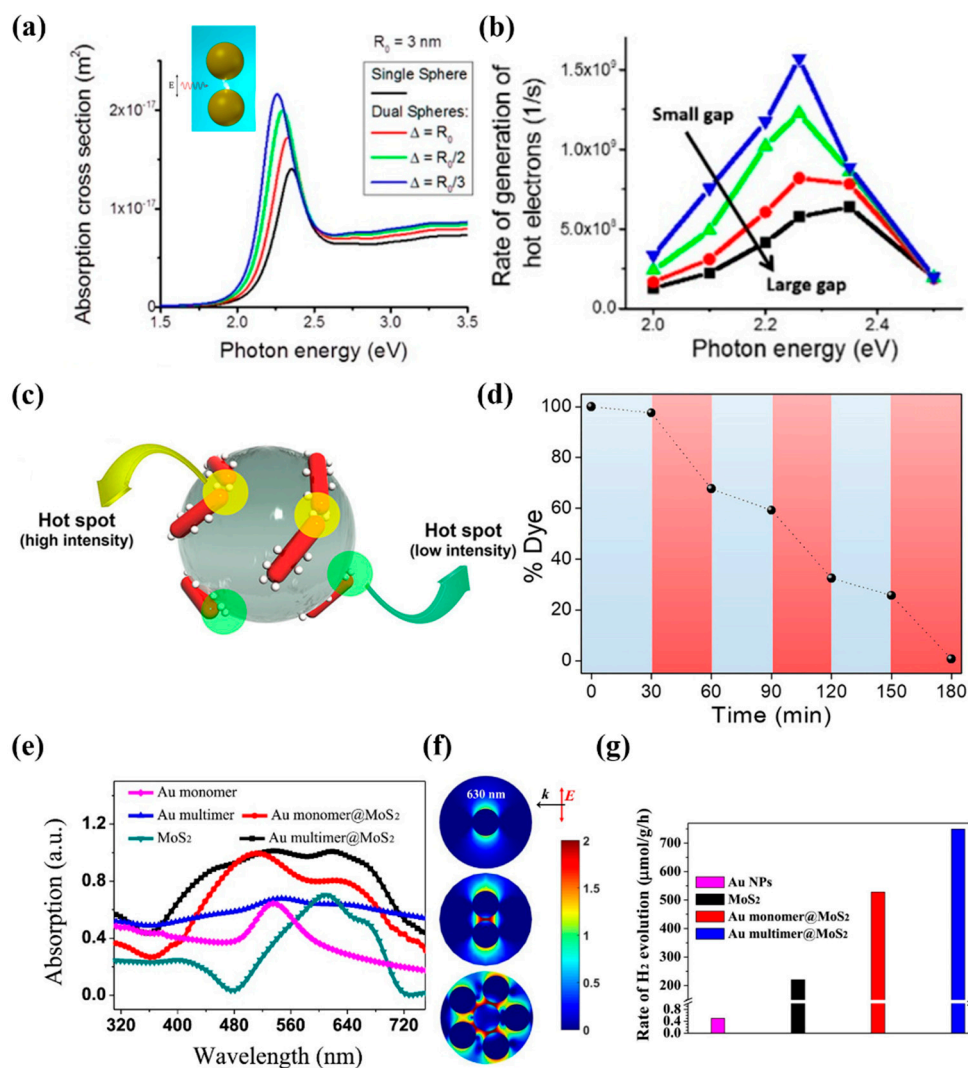 (a)
R₀ = 3 nm
E
Absorption cross section (m²)
2x10⁻¹⁷
1x10⁻¹⁷
0
Single Sphere
Dual Spheres:
Δ = R₀
Δ = R₀/2
Δ = R₀/3
1.5 2.0 2.5 3.0 3.5
Photon energy (eV)
(b)
Rate of generation of
hot electrons (1/s)
1.5x10⁹
1.0x10⁹
5.0x10⁸
0.0
Small gap
Large gap
2.0 2.2 2.4
Photon energy (eV)
(c)
Hot spot
(high intensity)
Hot spot
(low intensity)
(d)
% Dye
100
80
60
40
20
0
0 30 60 90 120 150 180
Time (min)
(e)
Absorption (a.u.)
1.2
0.8
0.4
0.0
Au monomer
Au multimer
Au monomer@MoS₂
MoS₂
Au multimer@MoS₂
320 400 480 560 640 720
Wavelength (nm)
(f)
630 nm
k
E
2
1.5
1
0.5
0
(g)
Rate of H₂ evolution (μmol/g/h)
700
600
500
400
300
200
0.8
0.4
0.0
Au NPs
MoS₂
Au monomer@MoS₂
Au multimer@MoS₂